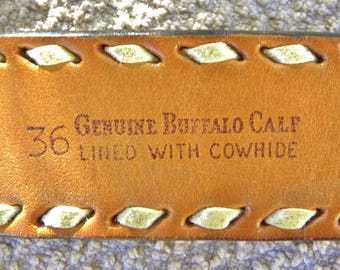 36 GENUINE BUFFALO CALF
LINED WITH COWHIDE